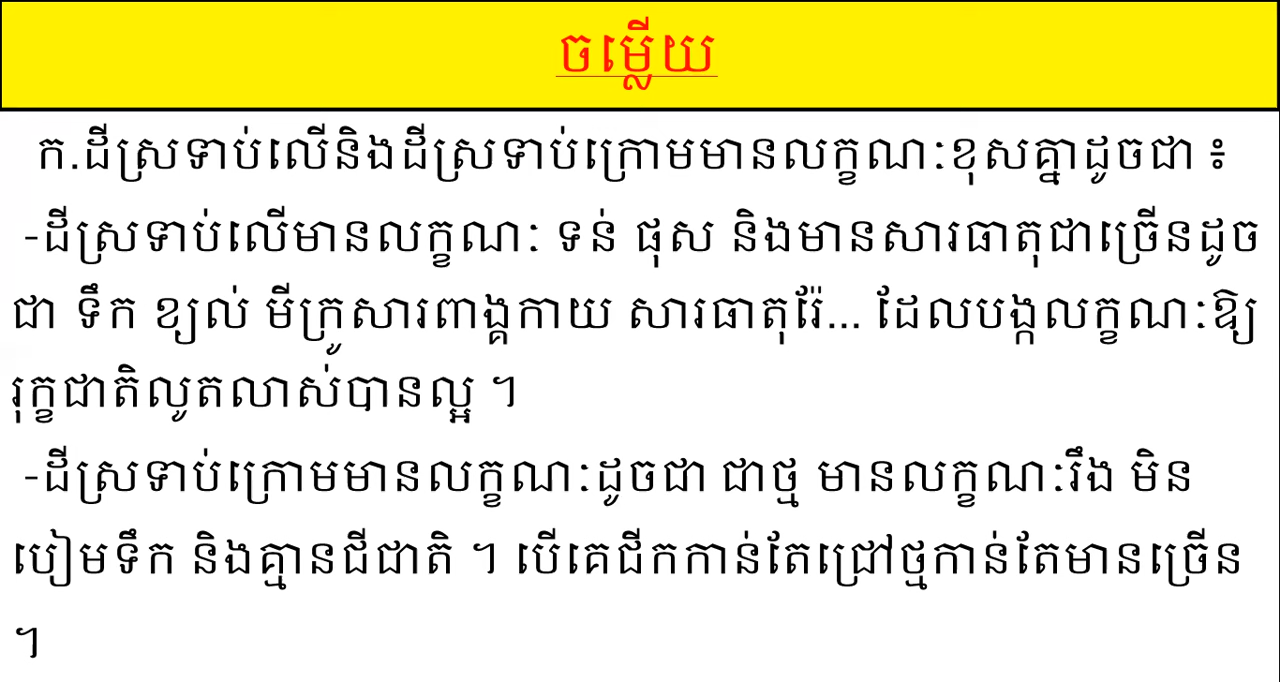 ចម្លើយ
ក.ដីស្រទាប់លើនិងដីស្រទាប់ក្រោមមានលក្ខណៈខុសគ្នាដូចជា ៖
-ដីស្រទាប់លើមានលក្ខណៈ ទន់ ផុស និងមានសារធាតុជាច្រើនដូច
ជា ទឹក ខ្យល់ មីក្រូសារពាង្គកាយ សារធាតុរ៉ែ... ដែលបង្កលក្ខណៈឱ្យ
រុក្ខជាតិលូតលាស់បានល្អ ។
-ដីស្រទាប់ក្រោមមានលក្ខណៈដូចជា ជាថ្ម មានលក្ខណៈរឹង មិន
បៀមទឹក និងគ្មានជីជាតិ ។ បើគេជីកកាន់តែជ្រៅថ្មកាន់តែមានច្រើន
។